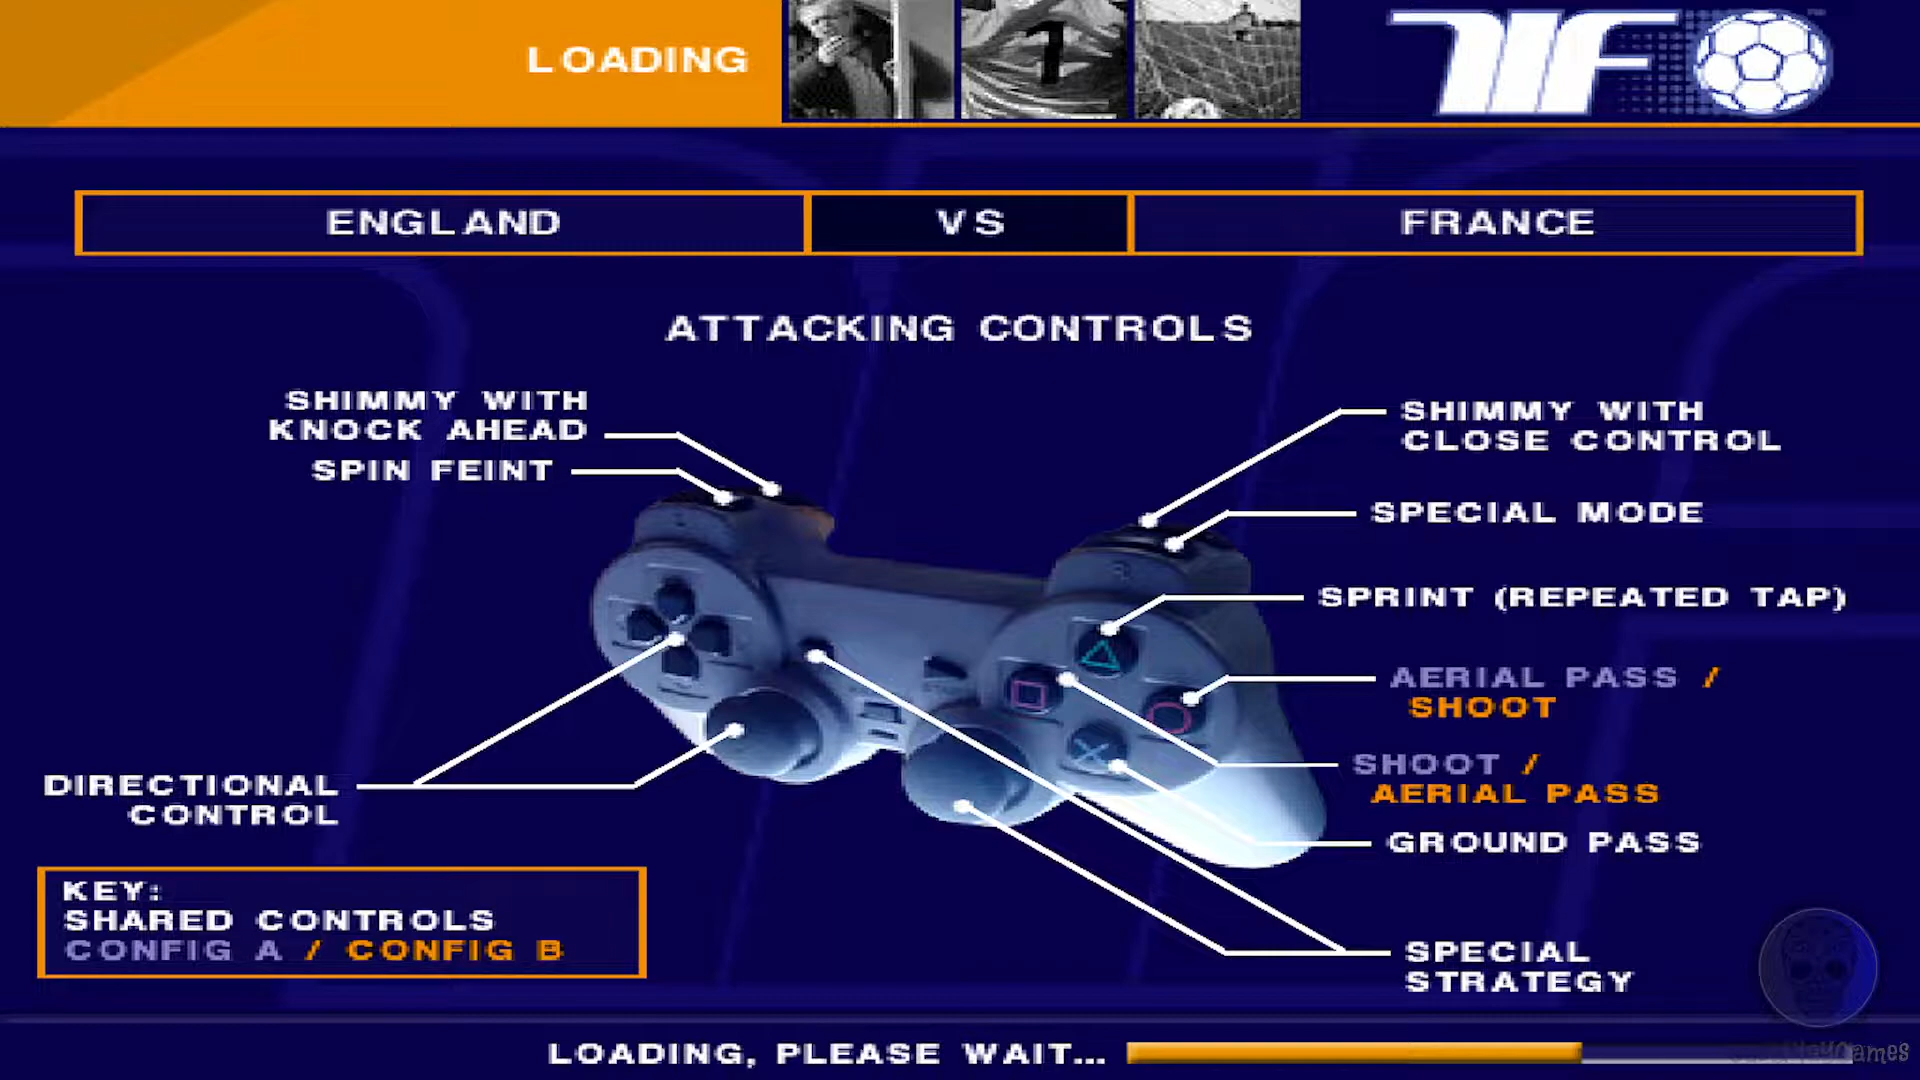 LOADING
1
TIF
ENGLAND VS FRANCE
ATTACKING CONTROLS
SHIMMY WITH
KNOCK AHEAD
SPIN FEINT
SHIMMY WITH
CLOSE CONTROL
SPECIAL MODE
SPRINT (REPEATED TAP)
AERIAL PASS /
SHOOT
SHOOT /
AERIAL PASS
GROUND PASS
DIRECTIONAL
CONTROL
KEY:
SHARED CONTROLS
CONFIG A / CONFIG B
SPECIAL
STRATEGY
LOADING, PLEASE WAIT...